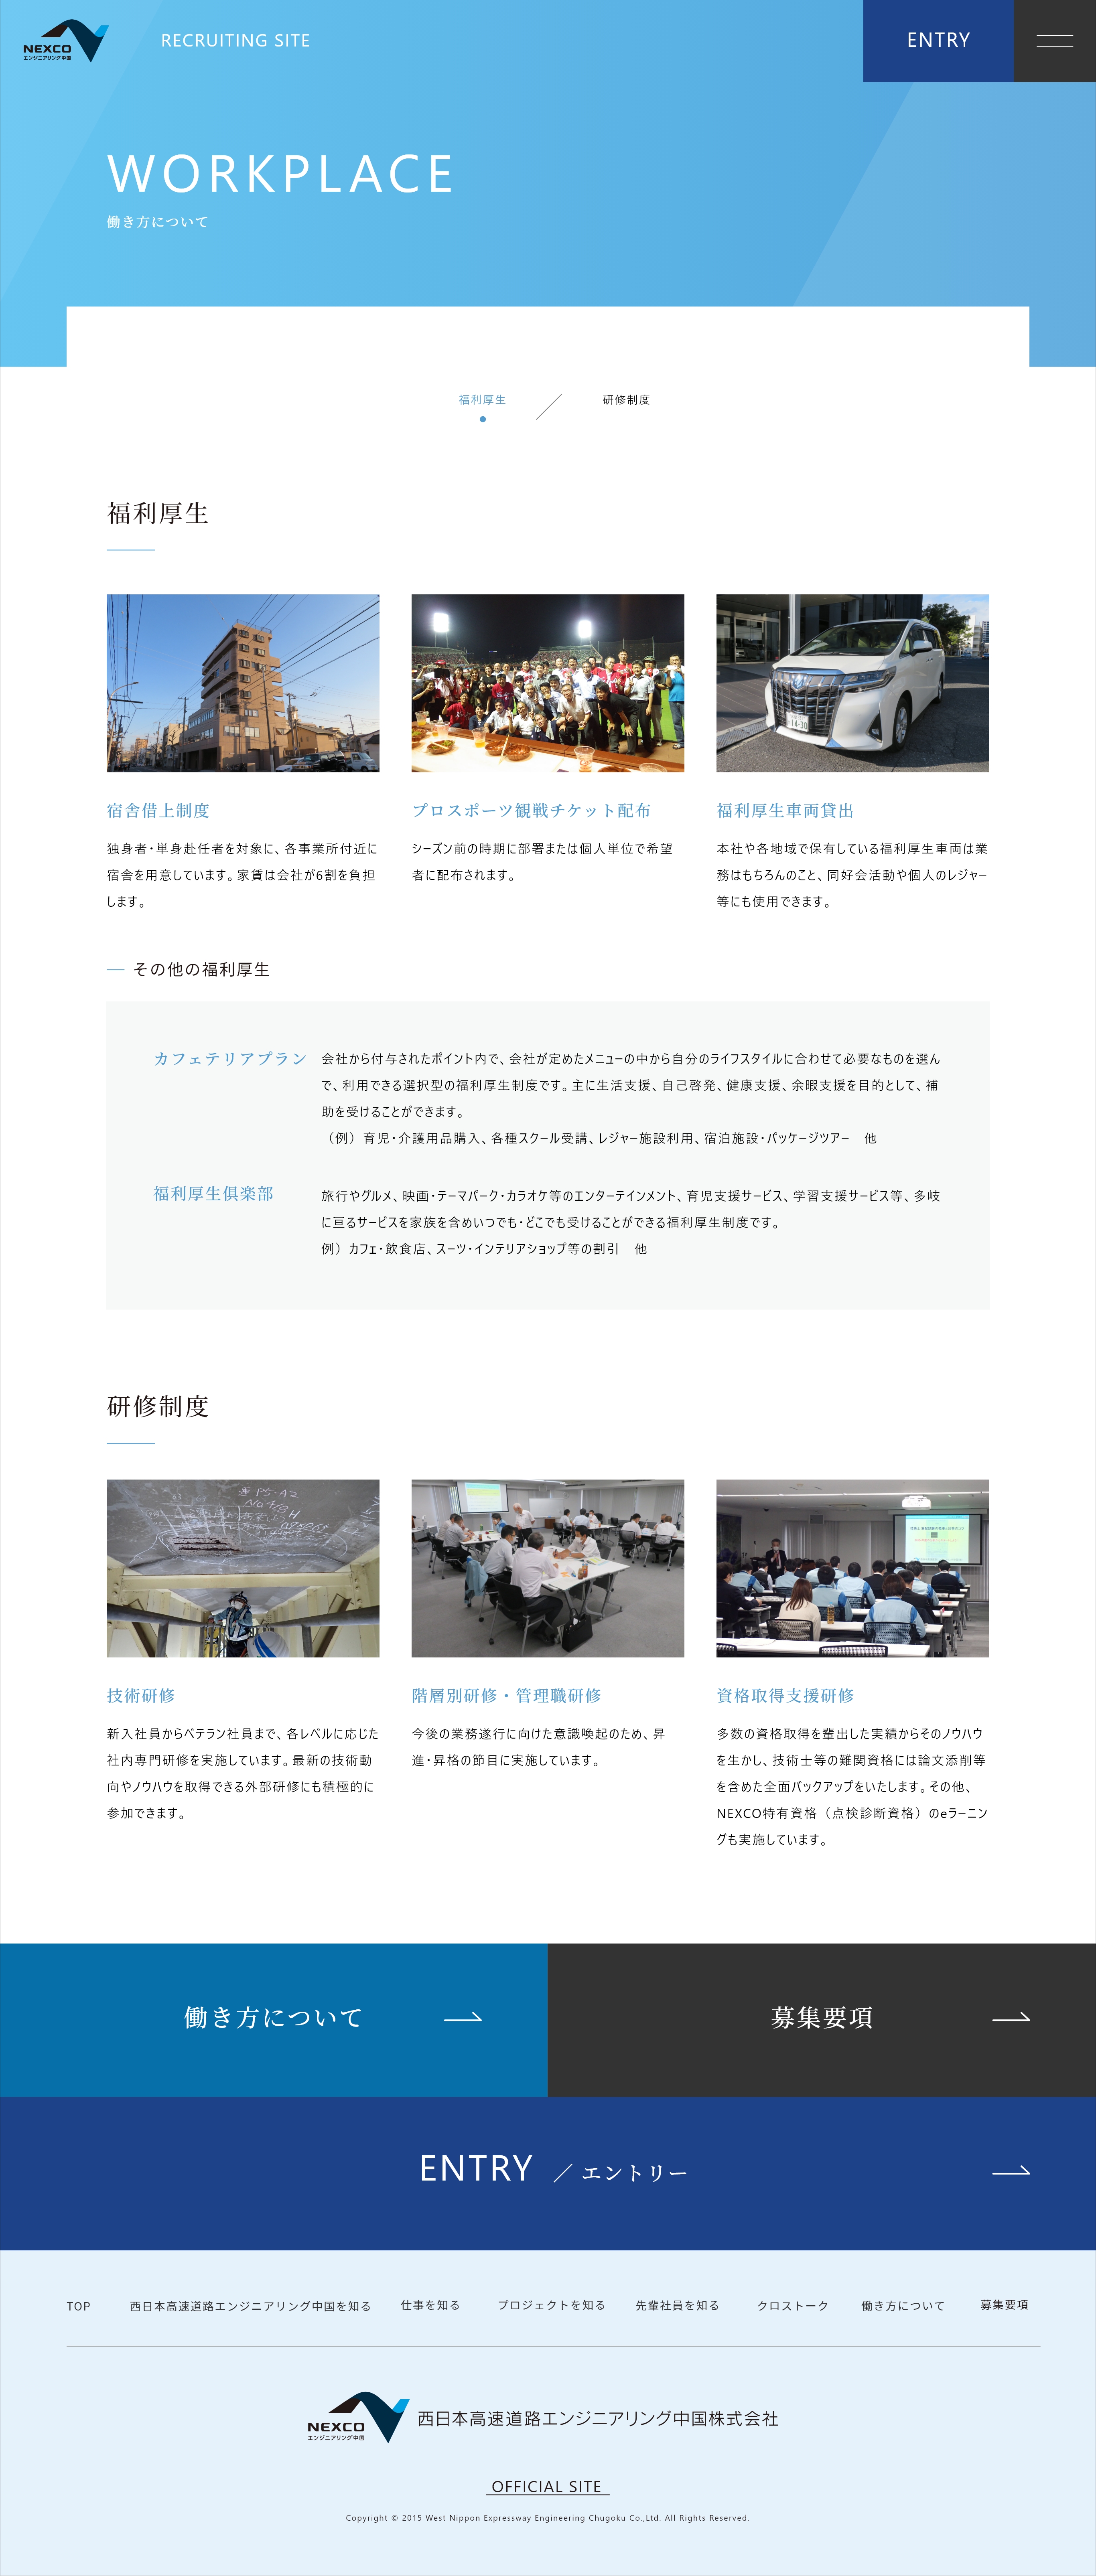 NEXCO
エンジニアリング中国
RECRUITING SITE
ENTRY
WORKPLACE
働き方について
福利厚生
研修制度
福利厚生
宿舎借上制度
独身者・単身赴任者を対象に、各事業所付近に
宿舎を用意しています。家賃は会社が6割を負担
します。
プロスポーツ観戦チケット配布
シーズン前の時期に部署または個人単位で希望
者に配布されます。
福利厚生車両貸出
本社や各地域で保有している福利厚生車両は業
務はもちろんのこと、同好会活動や個人のレジャー
等にも使用できます。
その他の福利厚生
カフェテリアプラン
会社から付与されたポイント内で、会社が定めたメニューの中から自分のライフスタイルに合わせて必要なものを選ん
で、利用できる選択型の福利厚生制度です。主に生活支援、自己啓発、健康支援、余暇支援を目的として、補
助を受けることができます。
（例）育児・介護用品購入、各種スクール受講、レジャー施設利用、宿泊施設・パッケージツアー　他
福利厚生倶楽部
旅行やグルメ、映画・テーマパーク・カラオケ等のエンターテインメント、育児支援サービス、学習支援サービス等、多岐
に亘るサービスを家族を含めいつでも・どこでも受けることができる福利厚生制度です。
例）カフェ・飲食店、スーツ・インテリアショップ等の割引　他
研修制度
P5-A2
技術研修
新入社員からベテラン社員まで、各レベルに応じた
社内専門研修を実施しています。最新の技術動
向やノウハウを取得できる外部研修にも積極的に
参加できます。
階層別研修・管理職研修
今後の業務遂行に向けた意識喚起のため、昇
進・昇格の節目に実施しています。
資格取得支援研修
多数の資格取得を輩出した実績からそのノウハウ
を生かし、技術士等の難関資格には論文添削等
を含めた全面バックアップをいたします。その他、
NEXCO特有資格（点検診断資格）のeラーニン
グも実施しています。
働き方について
募集要項
ENTRY ／エントリー
TOP 西日本高速道路エンジニアリング中国を知る 仕事を知る プロジェクトを知る 先輩社員を知る クロストーク 働き方について 募集要項
NEXCO
エンジニアリング中国
西日本高速道路エンジニアリング中国株式会社
OFFICIAL SITE
Copyright © 2015 West Nippon Expressway Engineering Chugoku Co.,Ltd. All Rights Reserved.